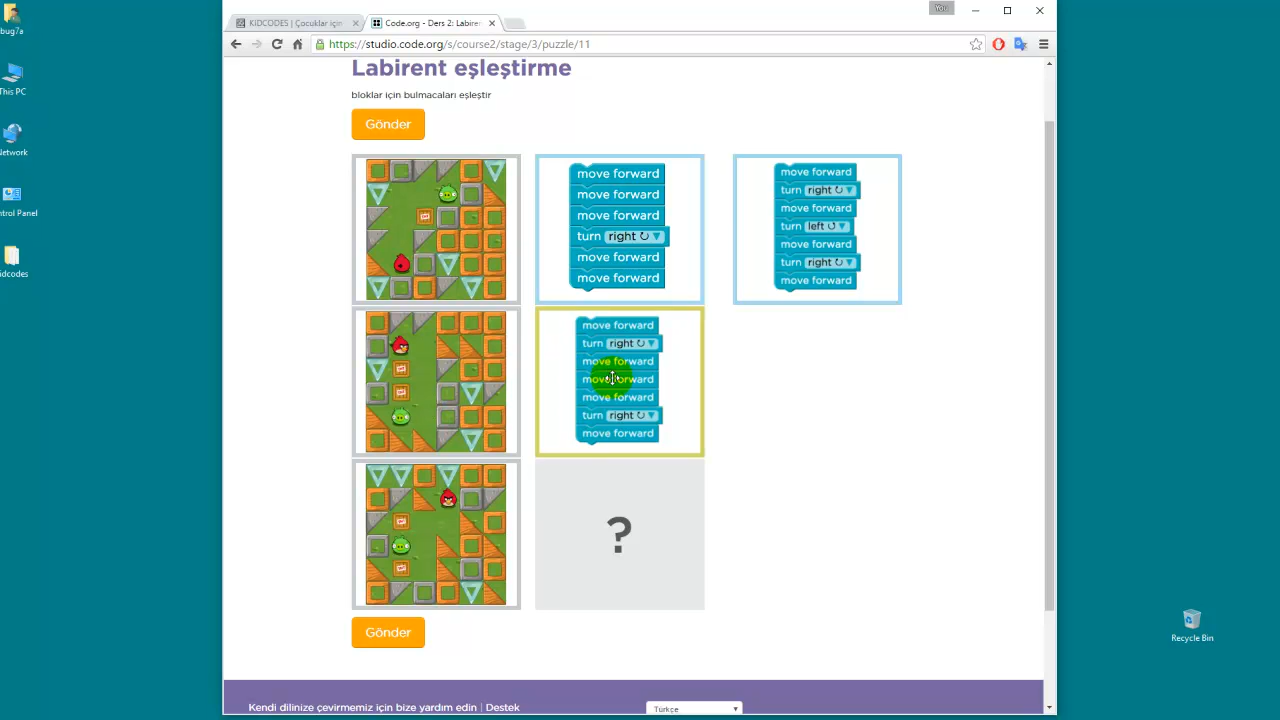 You
bug7a
KIDCODES | Çocuklar için
Code.org - Ders 2: Labirer
https://studio.code.org/s/course2/stage/3/puzzle/11
This PC
Network
ntrol Panel
idcodes
Labirent eşleştirme
bloklar için bulmacaları eşleştir
Gönder
move forward
move forward
move forward
turn right
move forward
move forward
move forward
turn right
move forward
turn left
move forward
turn right
move forward
move forward
turn right
move forward
move forward
move forward
turn right
move forward
?
Gönder
Recycle Bin
Kendi dilinize çevirmemiz için bize yardım edin | Destek
Türkçe